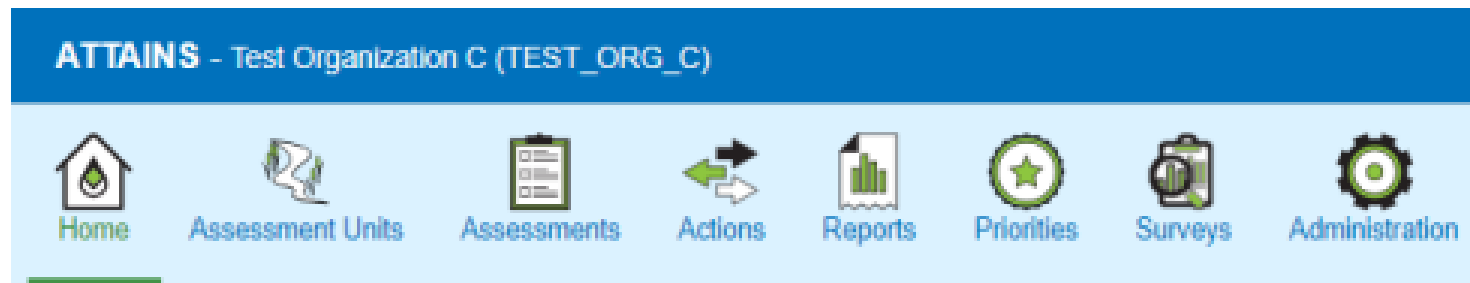 ATTAINS - Test Organization C (TEST_ORG_C)
Home Assessment Units Assessments Actions Reports Priorities Surveys Administration